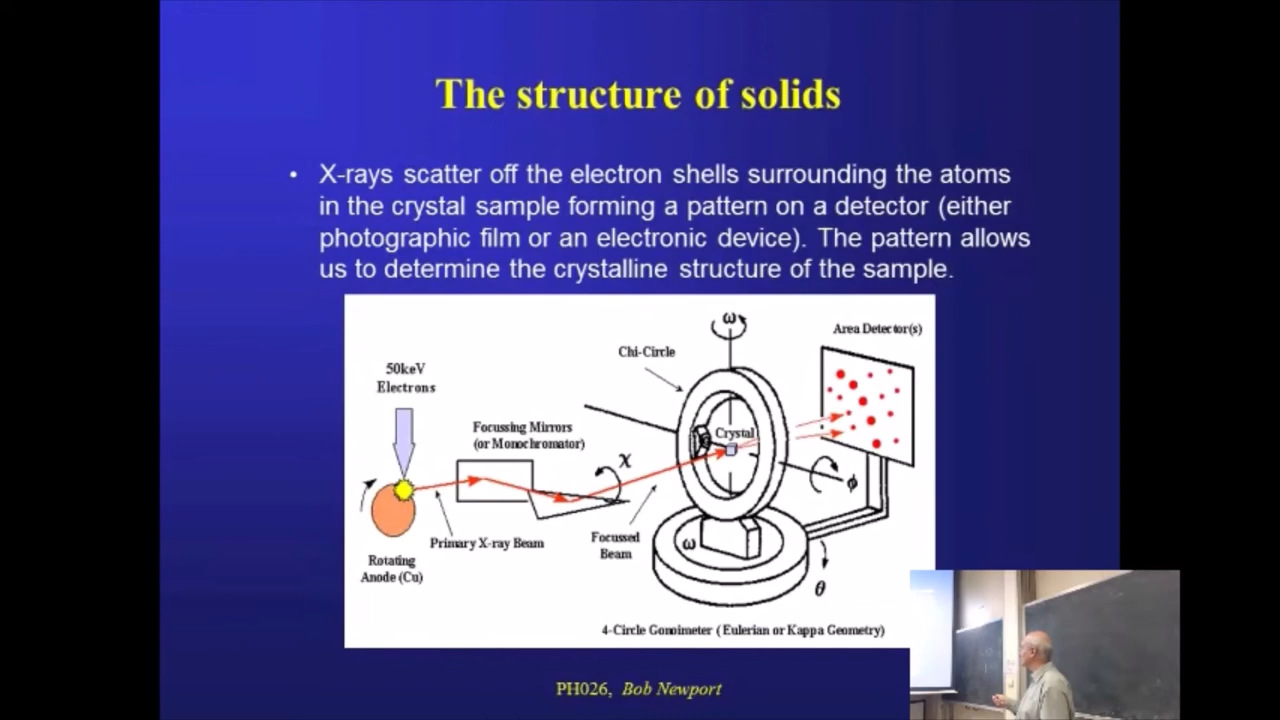 The structure of solids
• X-rays scatter off the electron shells surrounding the atoms
in the crystal sample forming a pattern on a detector (either
photographic film or an electronic device). The pattern allows
us to determine the crystalline structure of the sample.
ω
Area Detector(s)
Chi-Circle
50keV
Electrons
Focussing Mirrors
(or Monochromator)
Crystal
χ
ϕ
Primary X-ray Beam
Focussed
Beam
ω
Rotating
Anode (Cu)
θ
4-Circle Gonoimeter ( Eulerian or Kappa Geometry)
PH026, Bob Newport